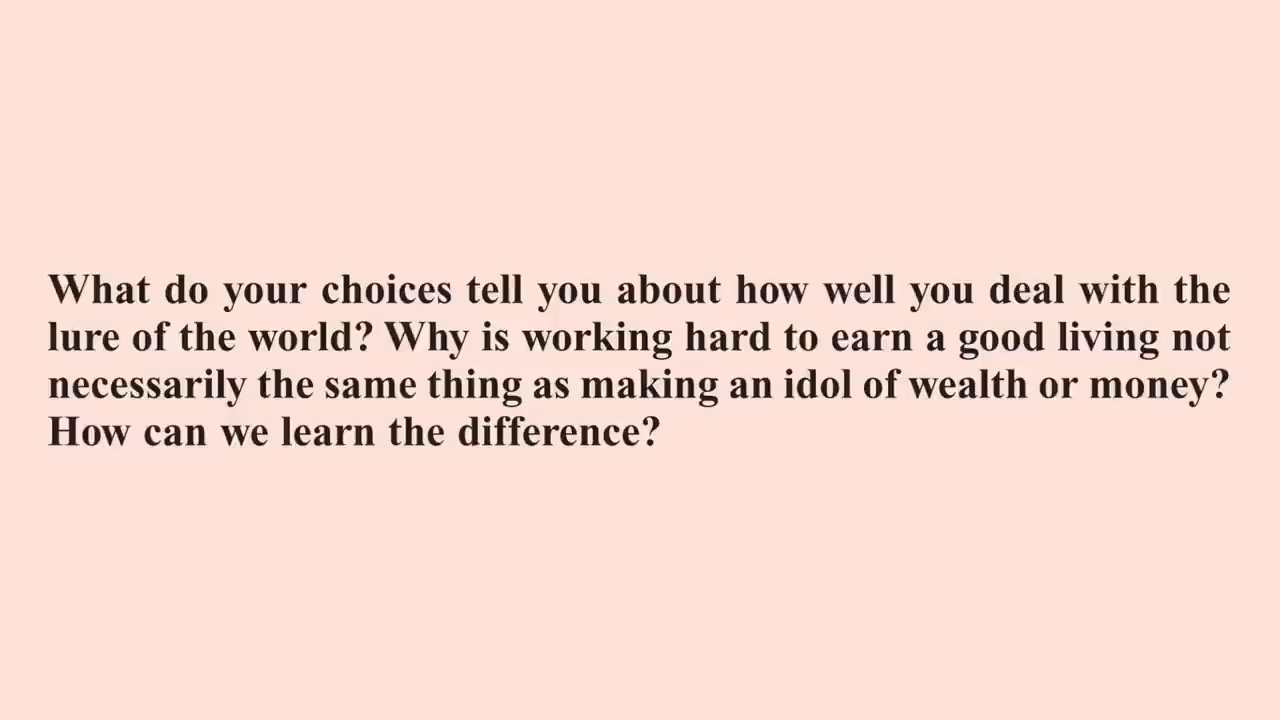 What do your choices tell you about how well you deal with the
lure of the world? Why is working hard to earn a good living not
necessarily the same thing as making an idol of wealth or money?
How can we learn the difference?